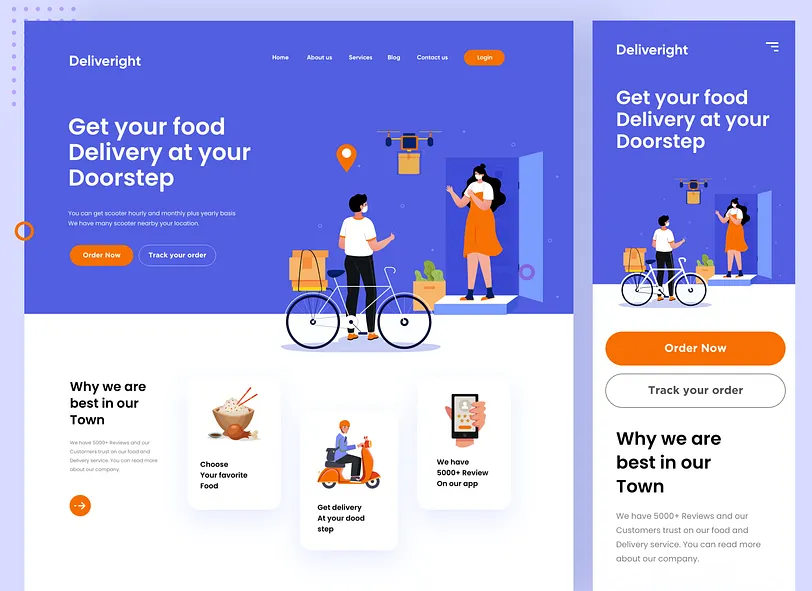 Deliveright
Home About us Services Blog Contact us Login
Get your food
Delivery at your
Doorstep
You can get scooter hourly and monthly plus yearly basis
We have many scooter nearby your location.
Order Now Track your order
Why we are
best in our
Town
We have 5000+ Reviews and our
Customers trust on our food and
Delivery service. You can read more
about our company.
Choose
Your favorite
Food
Get delivery
At your dood
step
We have
5000+ Review
On our app
Deliveright
Get your food
Delivery at your
Doorstep
Order Now
Track your order
Why we are
best in our
Town
We have 5000+ Reviews and our
Customers trust on our food and
Delivery service. You can read more
about our company.